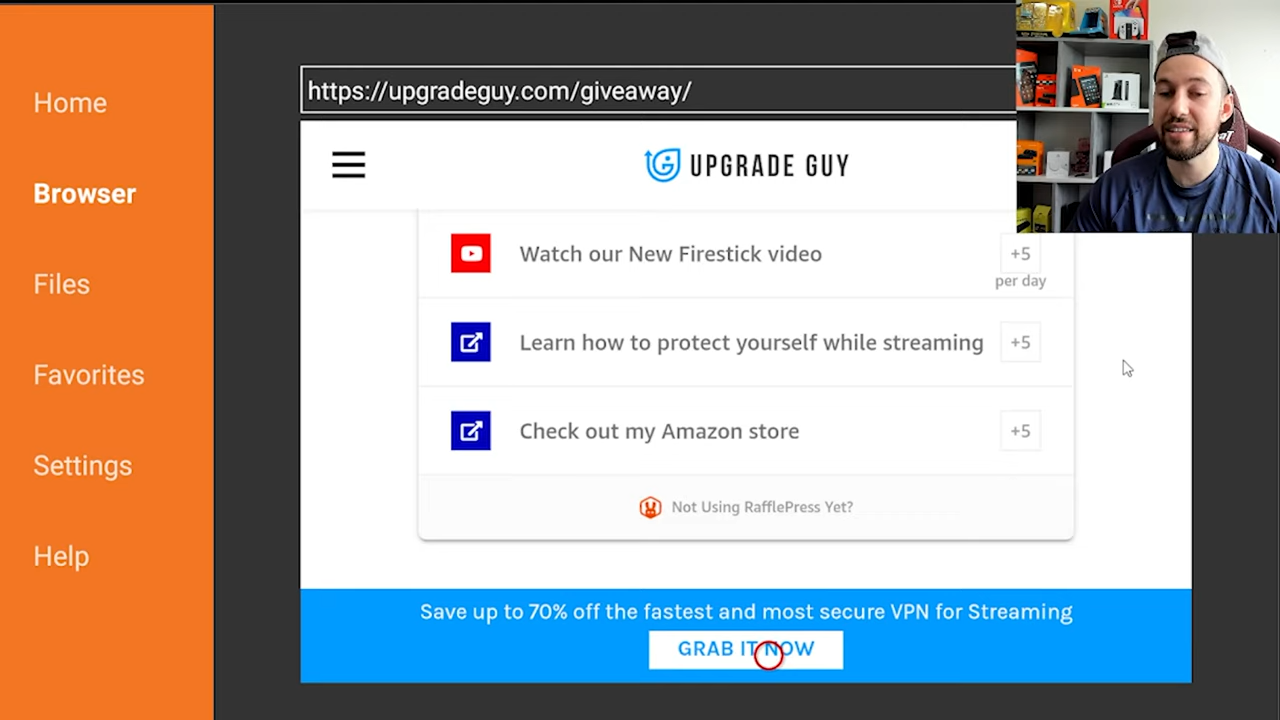 Home
Browser
Files
Favorites
Settings
Help
https://upgradeguy.com/giveaway/
UPGRADE GUY
Watch our New Firestick video
+5
per day
Learn how to protect yourself while streaming
+5
Check out my Amazon store
+5
Not Using RafflePress Yet?
Save up to 70% off the fastest and most secure VPN for Streaming
GRAB IT NOW